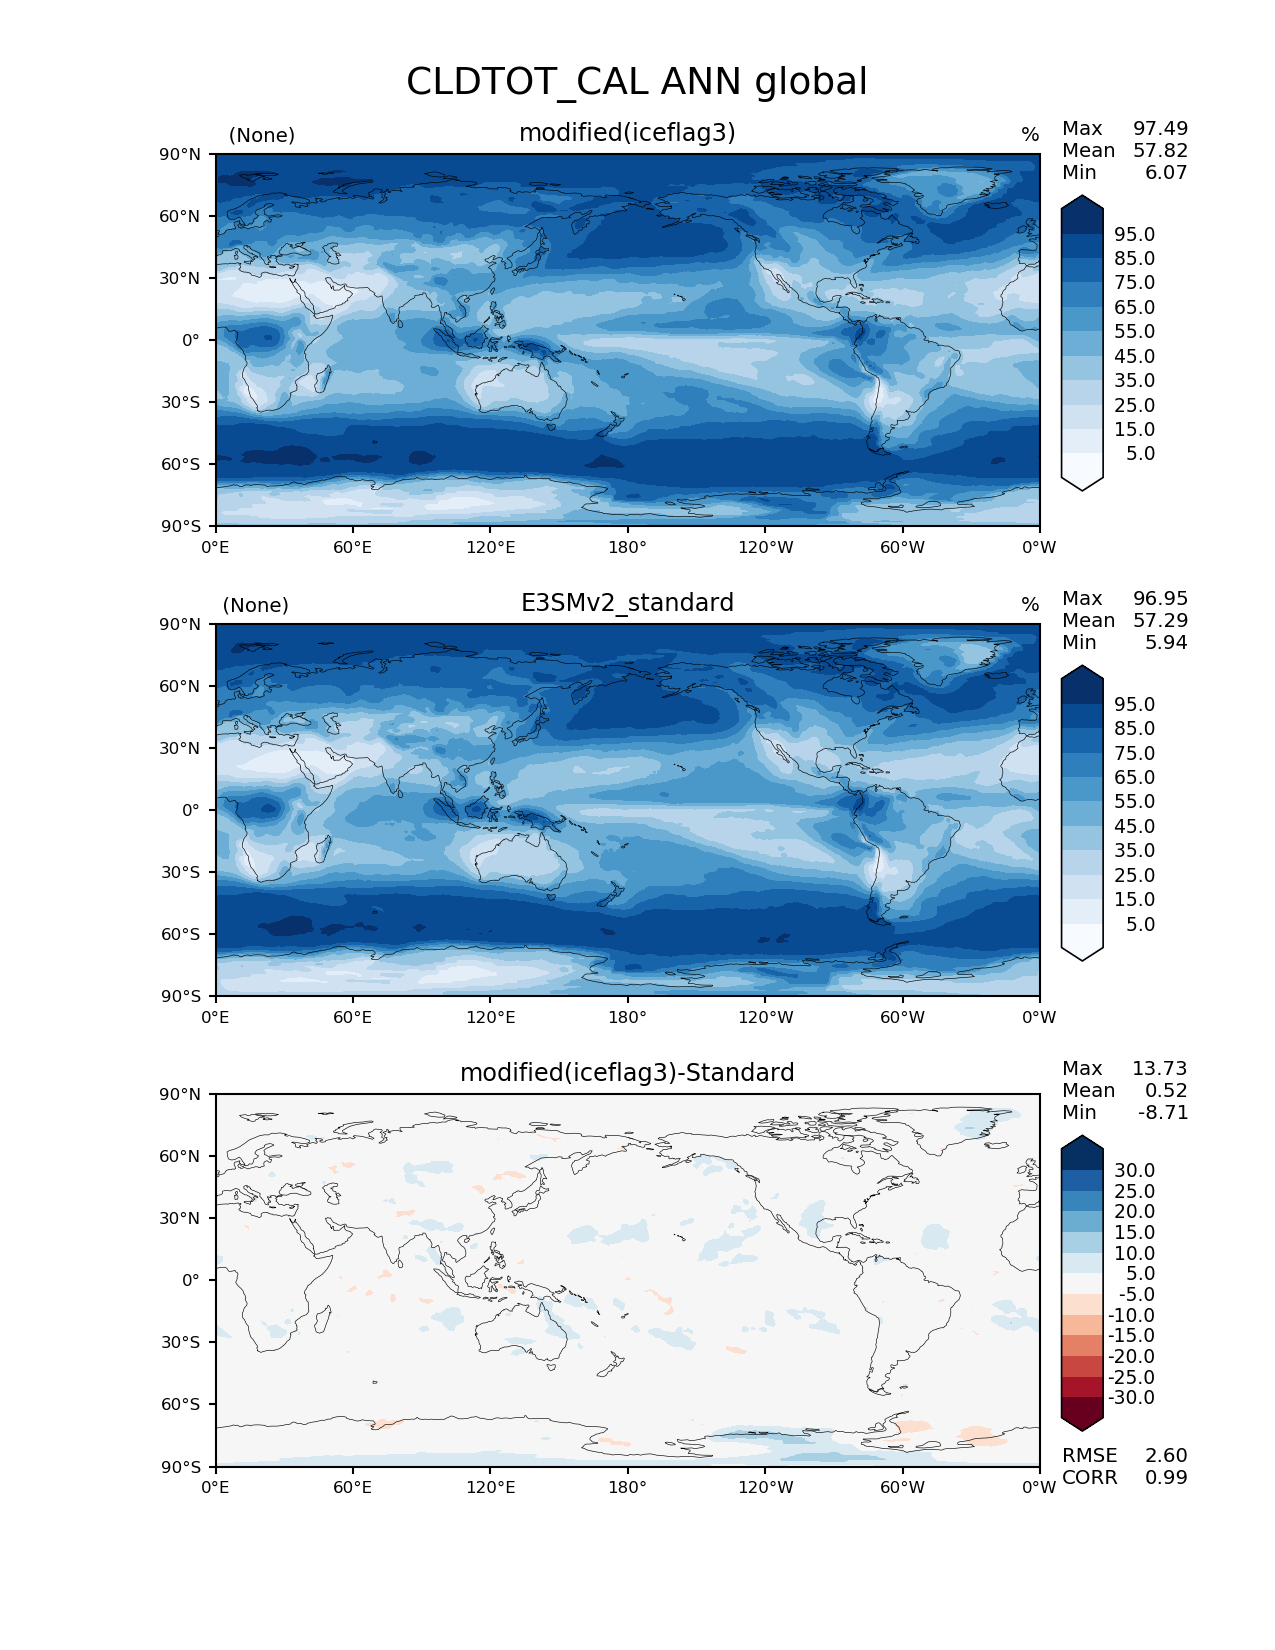 CLDTOT_CAL ANN global
(None) modified(iceflag3) %
Max 97.49
Mean 57.82
Min 6.07
90°N
60°N
30°N
0°
30°S
60°S
90°S
0°E 60°E 120°E 180° 120°W 60°W 0°W
95.0
85.0
75.0
65.0
55.0
45.0
35.0
25.0
15.0
5.0
(None) E3SMv2_standard %
Max 96.95
Mean 57.29
Min 5.94
90°N
60°N
30°N
0°
30°S
60°S
90°S
0°E 60°E 120°E 180° 120°W 60°W 0°W
95.0
85.0
75.0
65.0
55.0
45.0
35.0
25.0
15.0
5.0
modified(iceflag3)-Standard
Max 13.73
Mean 0.52
Min -8.71
90°N
60°N
30°N
0°
30°S
60°S
90°S
0°E 60°E 120°E 180° 120°W 60°W 0°W
30.0
25.0
20.0
15.0
10.0
5.0
-5.0
-10.0
-15.0
-20.0
-25.0
-30.0
RMSE 2.60
CORR 0.99